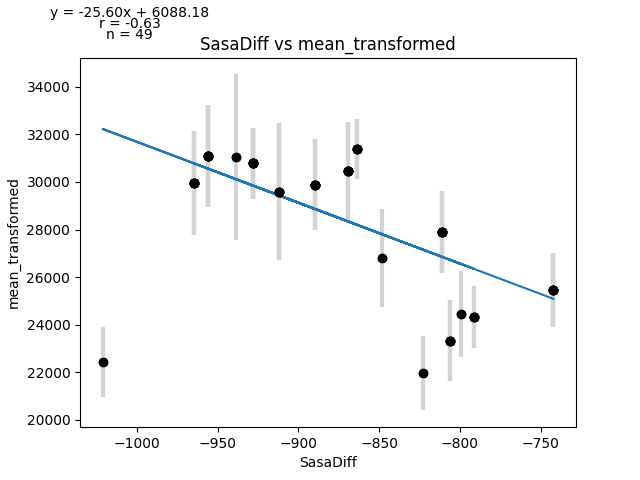 y = -25.60x + 6088.18
r = -0.63
n = 49
SasaDiff vs mean_transformed
34000
32000
30000
28000
26000
24000
22000
20000
mean_transformed
−1000
−950
−900
−850
−800
−750
SasaDiff